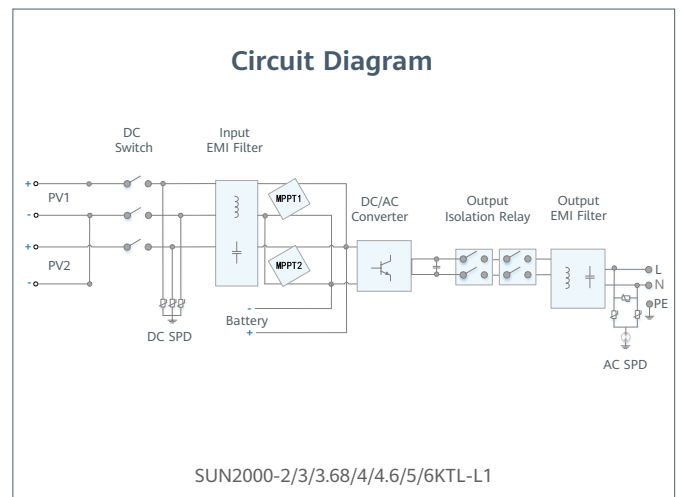 Circuit Diagram
DC
Switch
Input
EMI Filter
DC/AC
Converter
Output
Isolation Relay
Output
EMI Filter
+
PV1
-
+
PV2
-
MPPT1
MPPT2
L
N
PE
-
Battery
+
DC SPD
AC SPD
SUN2000-2/3/3.68/4/4.6/5/6KTL-L1